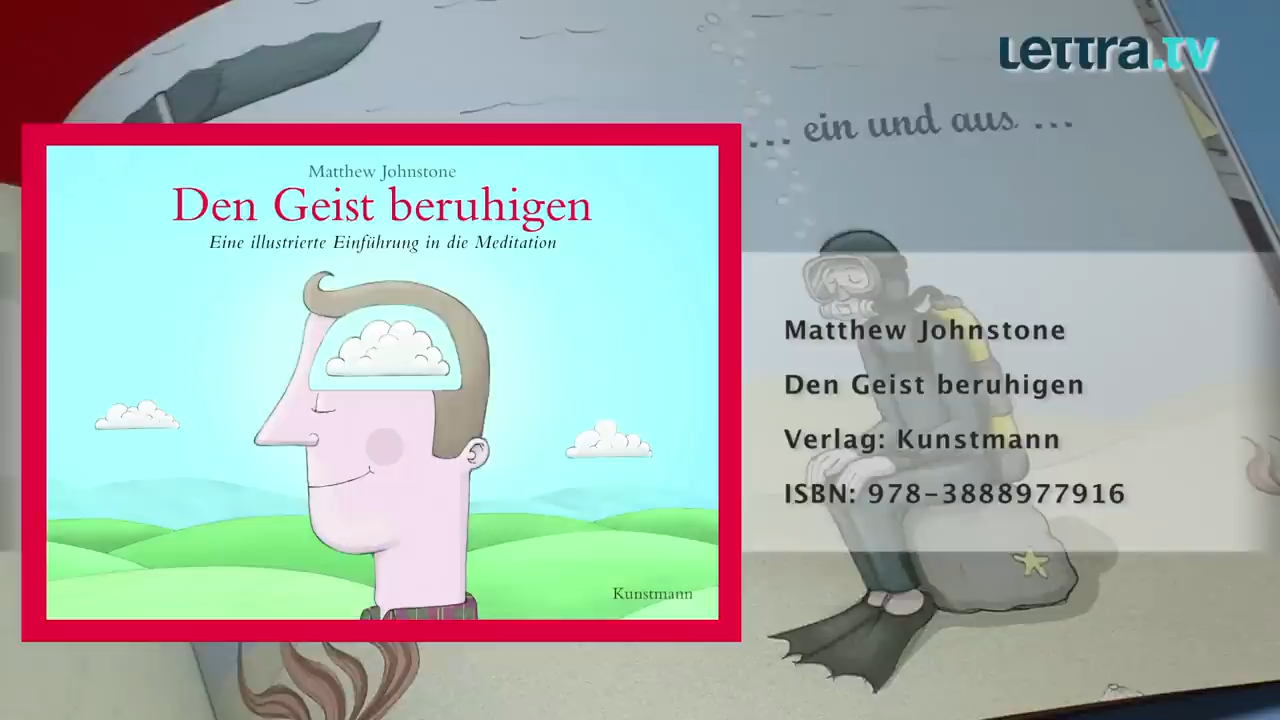 LETTRA.TV
... ein und aus ...
Matthew Johnstone
Den Geist beruhigen
Eine illustrierte Einführung in die Meditation
Kunstmann
Matthew Johnstone
Den Geist beruhigen
Verlag: Kunstmann
ISBN: 978-3888977916